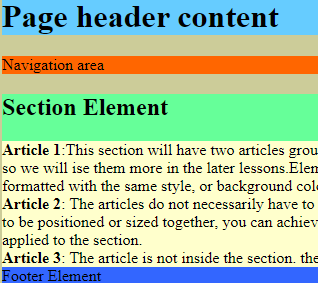 Page header content
Navigation area
Section Element
Article 1:This section will have two articles grou
so we will ise them more in the later lessons.Elem
formatted with the same style, or background colo
Article 2: The articles do not necessarily have to
to be positioned or sized together, you can achiev
applied to the section.
Article 3: The article is not inside the section. the
Footer Element